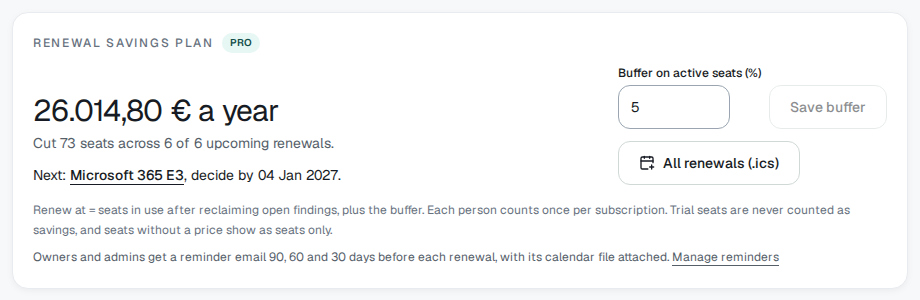 RENEWAL SAVINGS PLAN PRO
Buffer on active seats (%)
26.014,80 € a year
5
Save buffer
Cut 73 seats across 6 of 6 upcoming renewals.
All renewals (.ics)
Next: Microsoft 365 E3, decide by 04 Jan 2027.
Renew at = seats in use after reclaiming open findings, plus the buffer. Each person counts once per subscription. Trial seats are never counted as
savings, and seats without a price show as seats only.
Owners and admins get a reminder email 90, 60 and 30 days before each renewal, with its calendar file attached. Manage reminders